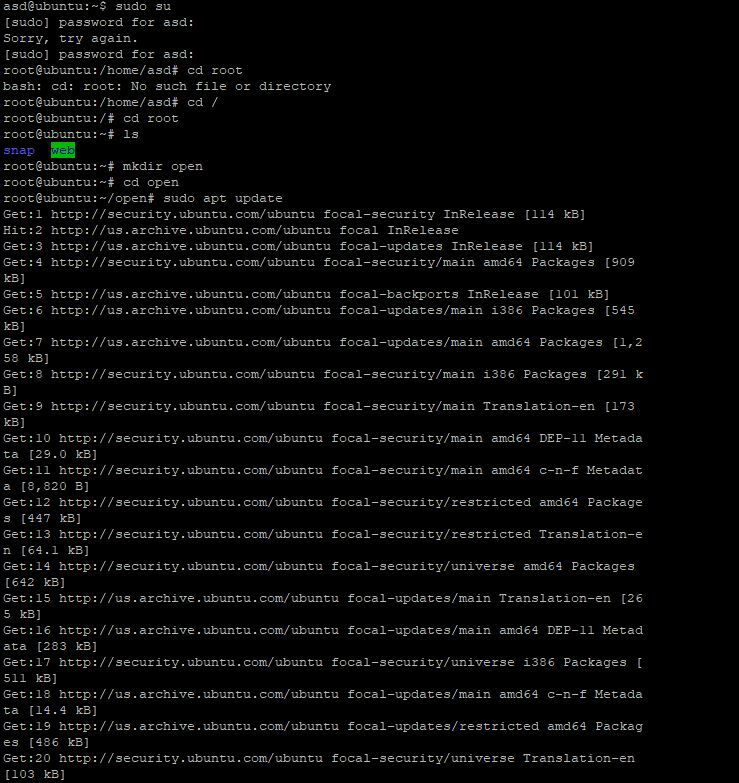 asd@ubuntu:~$ sudo su
[sudo] password for asd:
Sorry, try again.
[sudo] password for asd:
root@ubuntu:/home/asd# cd root
bash: cd: root: No such file or directory
root@ubuntu:/home/asd# cd /
root@ubuntu:/# cd root
root@ubuntu:~# ls
snap  web
root@ubuntu:~# mkdir open
root@ubuntu:~# cd open
root@ubuntu:~/open# sudo apt update
Get:1 http://security.ubuntu.com/ubuntu focal-security InRelease [114 kB]
Hit:2 http://us.archive.ubuntu.com/ubuntu focal InRelease
Get:3 http://us.archive.ubuntu.com/ubuntu focal-updates InRelease [114 kB]
Get:4 http://security.ubuntu.com/ubuntu focal-security/main amd64 Packages [909
kB]
Get:5 http://us.archive.ubuntu.com/ubuntu focal-backports InRelease [101 kB]
Get:6 http://us.archive.ubuntu.com/ubuntu focal-updates/main i386 Packages [545
kB]
Get:7 http://us.archive.ubuntu.com/ubuntu focal-updates/main amd64 Packages [1,2
58 kB]
Get:8 http://security.ubuntu.com/ubuntu focal-security/main i386 Packages [291 k
B]
Get:9 http://security.ubuntu.com/ubuntu focal-security/main Translation-en [173
kB]
Get:10 http://security.ubuntu.com/ubuntu focal-security/main amd64 DEP-11 Metada
ta [29.0 kB]
Get:11 http://security.ubuntu.com/ubuntu focal-security/main amd64 c-n-f Metadat
a [8,820 B]
Get:12 http://security.ubuntu.com/ubuntu focal-security/restricted amd64 Package
s [447 kB]
Get:13 http://security.ubuntu.com/ubuntu focal-security/restricted Translation-e
n [64.1 kB]
Get:14 http://security.ubuntu.com/ubuntu focal-security/universe amd64 Packages
[642 kB]
Get:15 http://us.archive.ubuntu.com/ubuntu focal-updates/main Translation-en [26
5 kB]
Get:16 http://us.archive.ubuntu.com/ubuntu focal-updates/main amd64 DEP-11 Metad
ata [283 kB]
Get:17 http://security.ubuntu.com/ubuntu focal-security/universe i386 Packages [
511 kB]
Get:18 http://us.archive.ubuntu.com/ubuntu focal-updates/main amd64 c-n-f Metada
ta [14.4 kB]
Get:19 http://us.archive.ubuntu.com/ubuntu focal-updates/restricted amd64 Packag
es [486 kB]
Get:20 http://security.ubuntu.com/ubuntu focal-security/universe Translation-en
[103 kB]